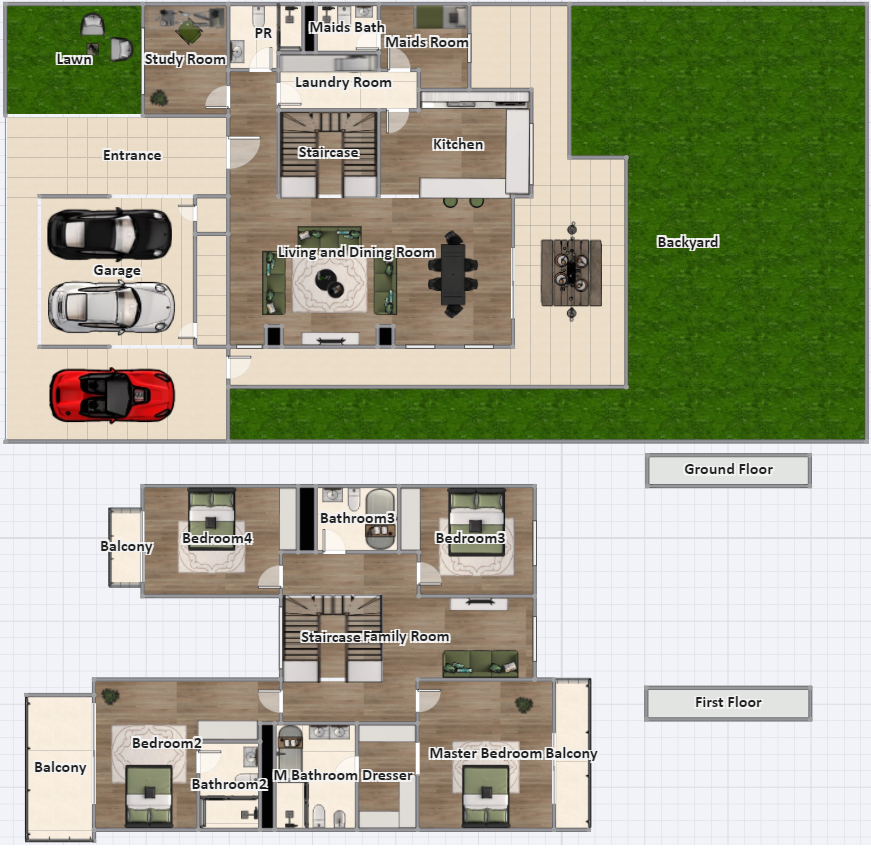 Lawn
Study Room
PR
Maids Bath
Maids Room
Laundry Room
Entrance
Staircase
Kitchen
Living and Dining Room
Backyard
Garage
Ground Floor
Balcony
Bedroom4
Bathroom3
Bedroom3
Staircase
Family Room
First Floor
Bedroom2
Balcony
Bathroom2
M Bathroom
Dresser
Master Bedroom
Balcony